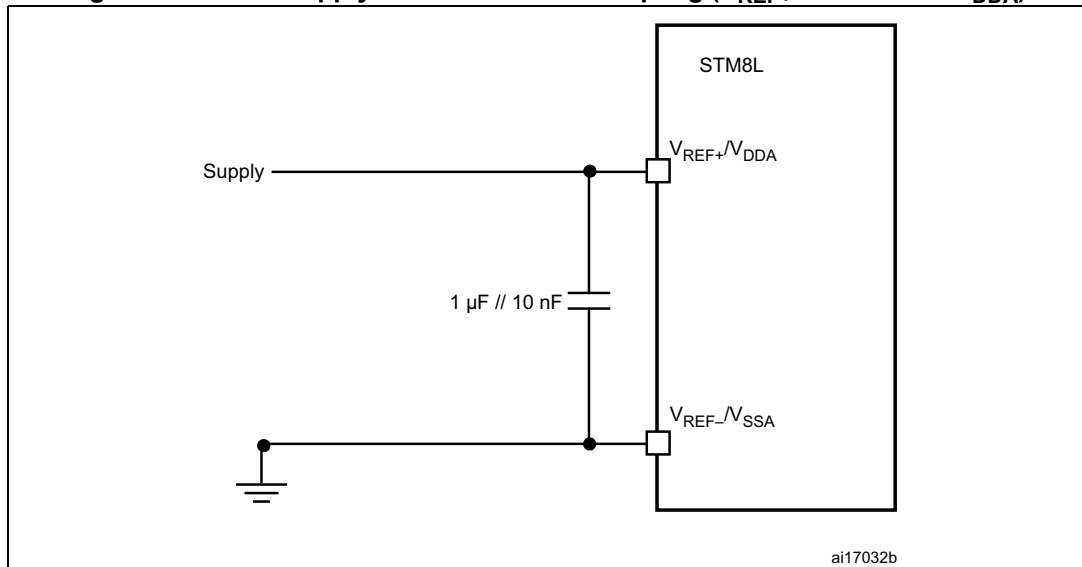 STM8L
VREF+/VDDA
Supply
1 µF // 10 nF
VREF–/VSSA
ai17032b